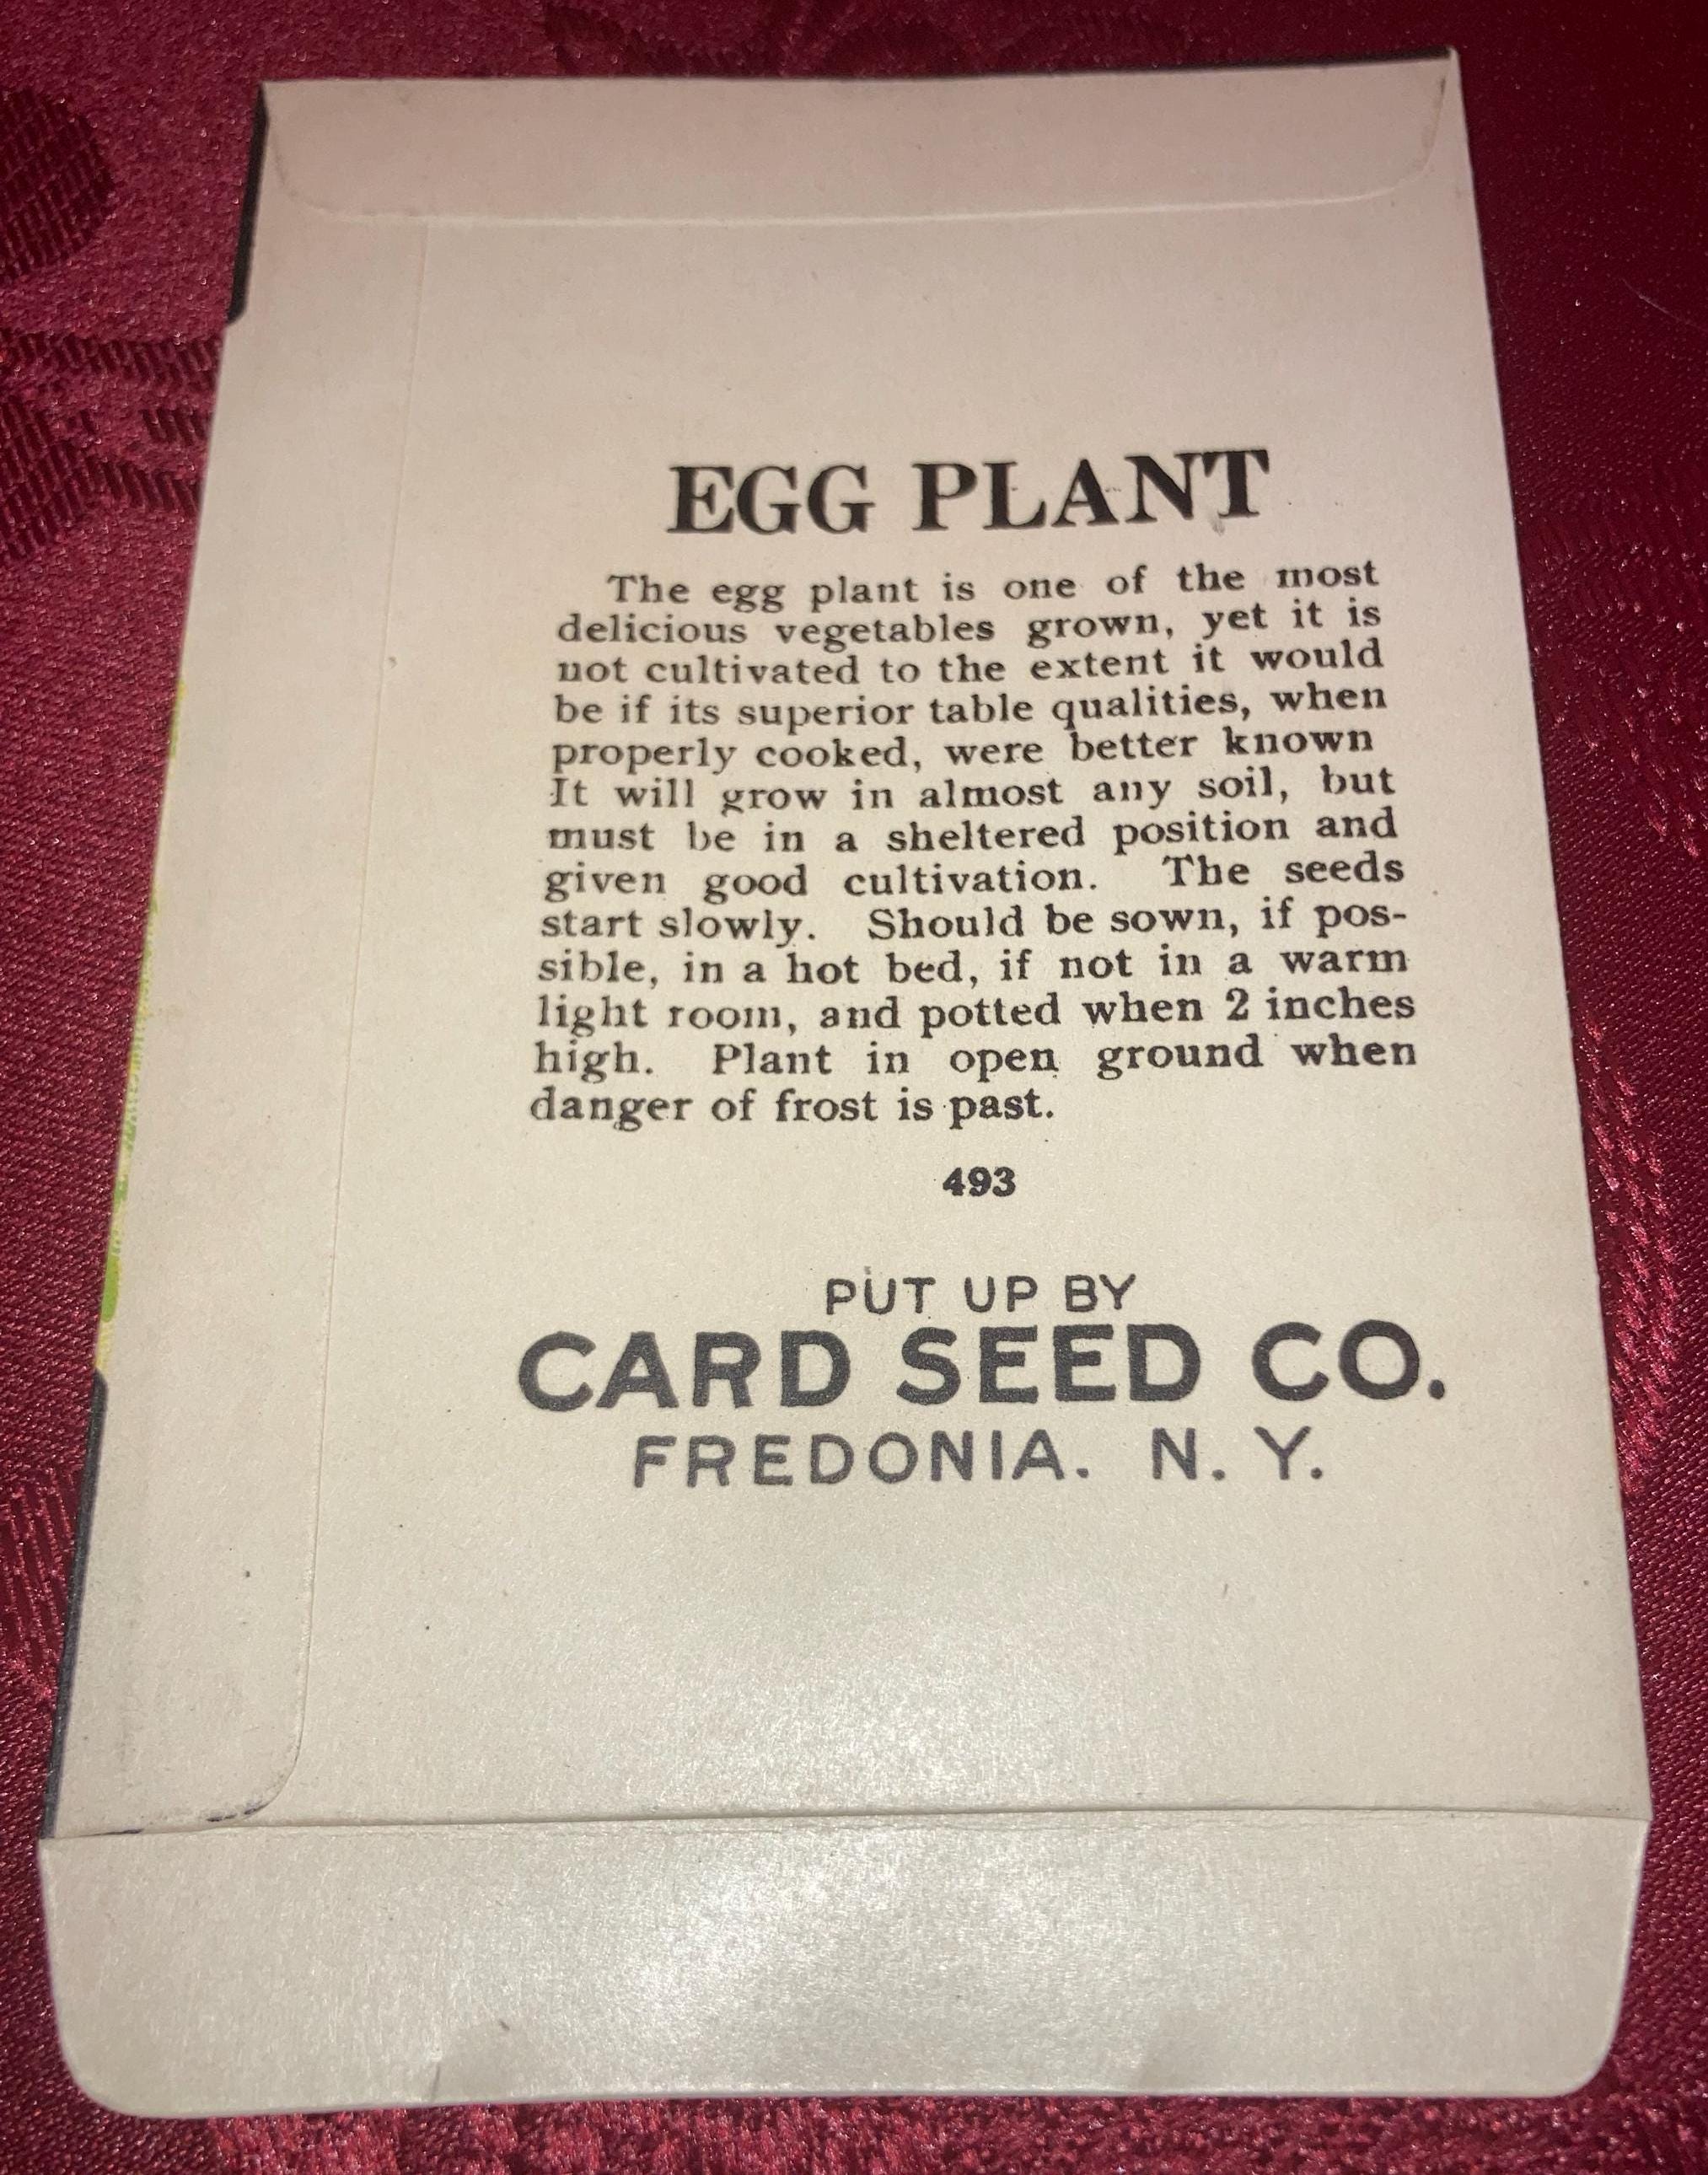 EGG PLANT
The egg plant is one of the most
delicious vegetables grown, yet it is
not cultivated to the extent it would
be if its superior table qualities, when
properly cooked, were better known
It will grow in almost any soil, but
must be in a sheltered position and
given good cultivation. The seeds
start slowly. Should be sown, if pos-
sible, in a hot bed, if not in a warm
light room, and potted when 2 inches
high. Plant in open ground when
danger of frost is past.
493
PUT UP BY
CARD SEED CO.
FREDONIA. N. Y.